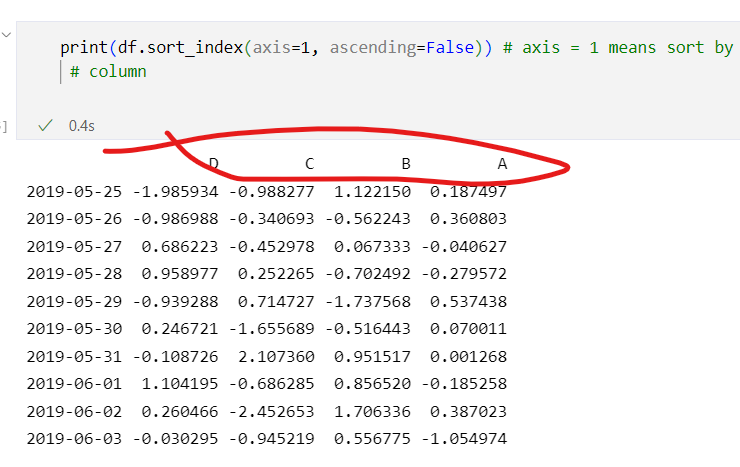 print(df.sort_index(axis=1, ascending=False)) # axis = 1 means sort by
# column
]
0.4s
D C B A
2019-05-25 -1.985934 -0.988277 1.122150 0.187497
2019-05-26 -0.986988 -0.340693 -0.562243 0.360803
2019-05-27 0.686223 -0.452978 0.067333 -0.040627
2019-05-28 0.958977 0.252265 -0.702492 -0.279572
2019-05-29 -0.939288 0.714727 -1.737568 0.537438
2019-05-30 0.246721 -1.655689 -0.516443 0.070011
2019-05-31 -0.108726 2.107360 0.951517 0.001268
2019-06-01 1.104195 -0.686285 0.856520 -0.185258
2019-06-02 0.260466 -2.452653 1.706336 0.387023
2019-06-03 -0.030295 -0.945219 0.556775 -1.054974